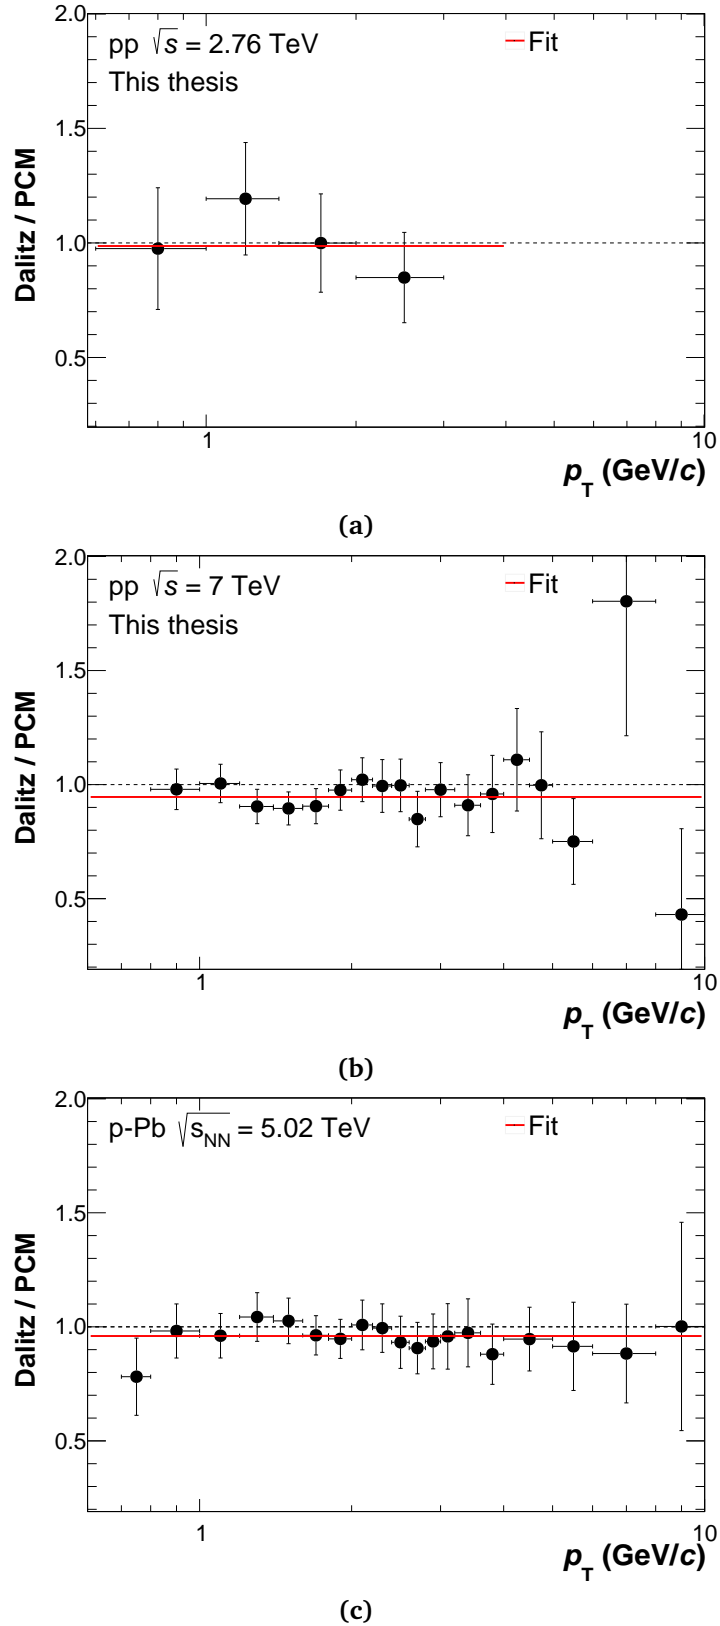 2.0
pp √s = 2.76 TeV
Fit
This thesis
1.5
1.0
0.5
Dalitz / PCM
1
10
p_T (GeV/c)
(a)
2.0
pp √s = 7 TeV
Fit
This thesis
1.5
1.0
0.5
Dalitz / PCM
1
10
p_T (GeV/c)
(b)
2.0
p-Pb √s_NN = 5.02 TeV
Fit
1.5
1.0
0.5
Dalitz / PCM
1
10
p_T (GeV/c)
(c)